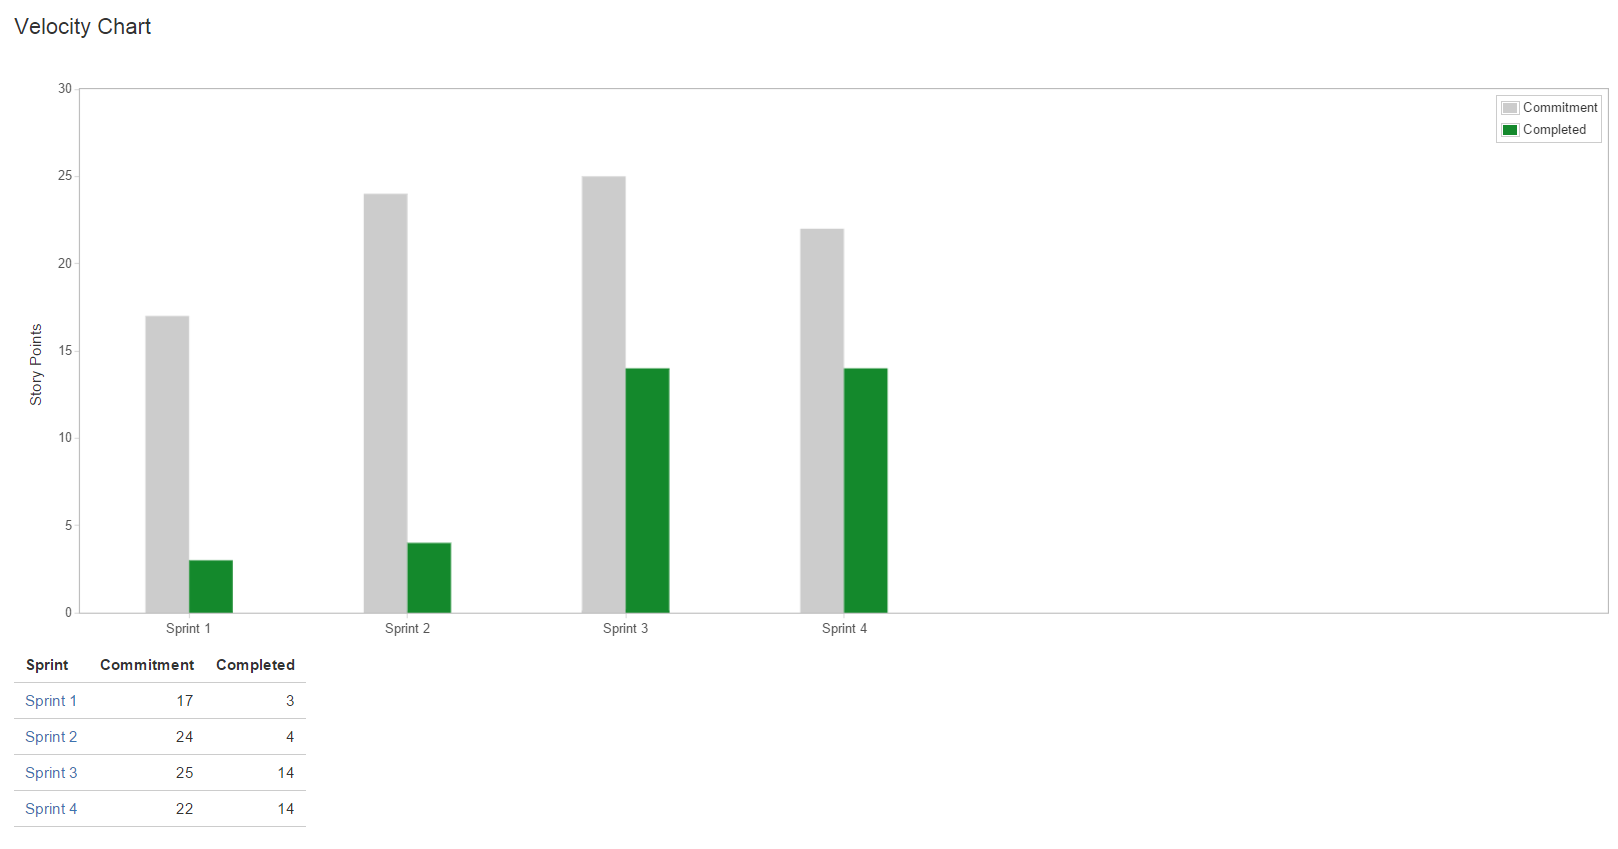 Velocity Chart
30
25
20
15
10
5
0
Story Points
Commitment
Completed
Sprint 1 Sprint 2 Sprint 3 Sprint 4
Sprint Commitment Completed
Sprint 1 17 3
Sprint 2 24 4
Sprint 3 25 14
Sprint 4 22 14